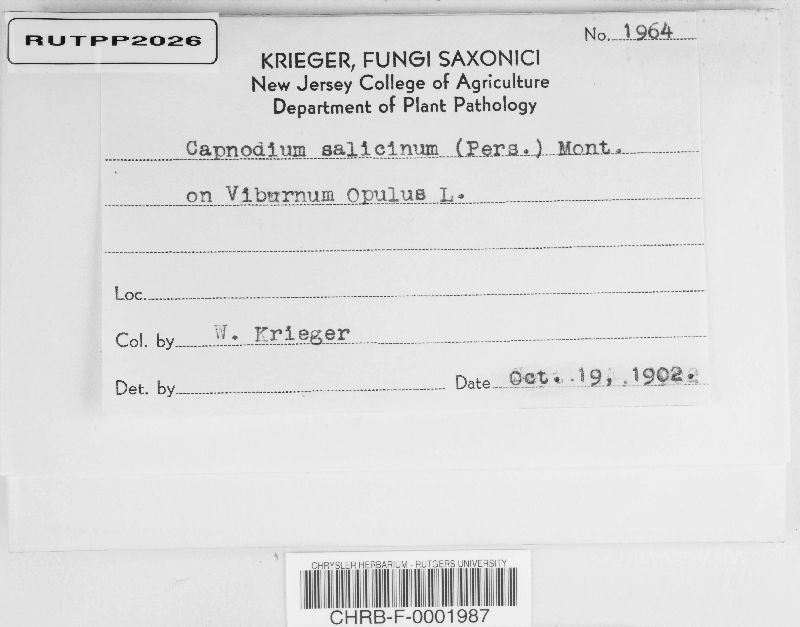 RUTPP2026
No. 1964
KRIEGER, FUNGI SAXONICI
New Jersey College of Agriculture
Department of Plant Pathology
Capnodium salicinum (Pers.) Mont.
on Viburnum Opulus L.
Loc.
Col. by W. Krieger
Det. by Date Oct. 19, 1902.
CHRYSLER HERBARIUM - RUTGERS UNIVERSITY
CHRB-F-0001987